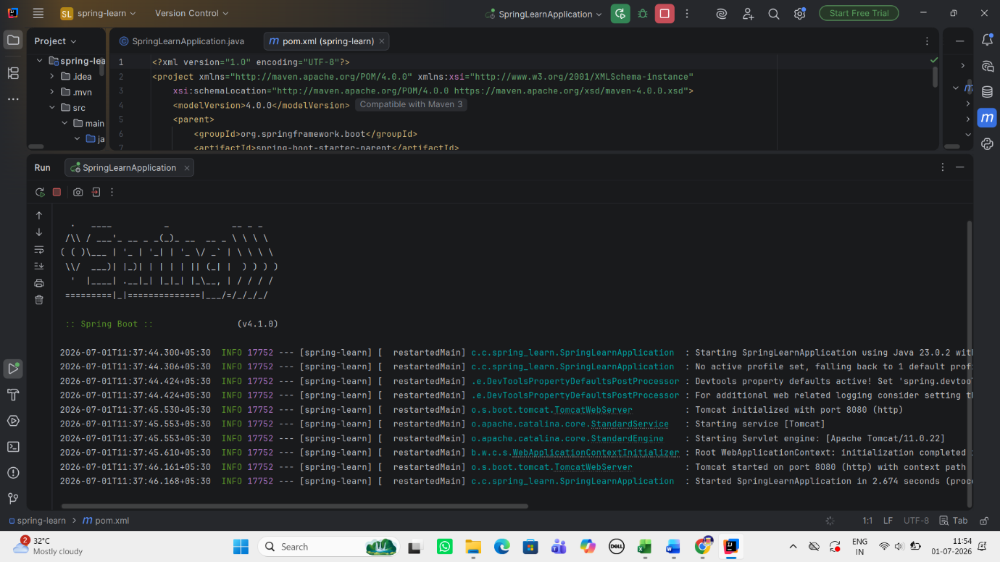 SL spring-learn Version Control SpringLearnApplication Start Free Trial
Project
SpringLearnApplication.java
pom.xml (spring-learn)
spring-lea
.idea
.mvn
src
main
ja
1 <?xml version="1.0" encoding="UTF-8"?>
2 <project xmlns="http://maven.apache.org/POM/4.0.0" xmlns:xsi="http://www.w3.org/2001/XMLSchema-instance"
3 xsi:schemaLocation="http://maven.apache.org/POM/4.0.0 https://maven.apache.org/xsd/maven-4.0.0.xsd">
4 <modelVersion>4.0.0</modelVersion> Compatible with Maven 3
5 <parent>
6 <groupId>org.springframework.boot</groupId>
7 <artifactId>spring-boot-starter-parent</artifactId>
Run SpringLearnApplication
:: Spring Boot :: (v4.1.0)
2026-07-01T11:37:44.300+05:30 INFO 17752 --- [spring-learn] [ restartedMain] c.c.spring_learn.SpringLearnApplication : Starting SpringLearnApplication using Java 23.0.2 wit
2026-07-01T11:37:44.306+05:30 INFO 17752 --- [spring-learn] [ restartedMain] c.c.spring_learn.SpringLearnApplication : No active profile set, falling back to 1 default prof
2026-07-01T11:37:44.424+05:30 INFO 17752 --- [spring-learn] [ restartedMain] .e.DevToolsPropertyDefaultsPostProcessor : Devtools property defaults active! Set 'spring.devtoo
2026-07-01T11:37:44.424+05:30 INFO 17752 --- [spring-learn] [ restartedMain] .e.DevToolsPropertyDefaultsPostProcessor : For additional web related logging consider setting t
2026-07-01T11:37:45.530+05:30 INFO 17752 --- [spring-learn] [ restartedMain] o.s.boot.tomcat.TomcatWebServer : Tomcat initialized with port 8080 (http)
2026-07-01T11:37:45.553+05:30 INFO 17752 --- [spring-learn] [ restartedMain] o.apache.catalina.core.StandardService : Starting service [Tomcat]
2026-07-01T11:37:45.553+05:30 INFO 17752 --- [spring-learn] [ restartedMain] o.apache.catalina.core.StandardEngine : Starting Servlet engine: [Apache Tomcat/11.0.22]
2026-07-01T11:37:45.610+05:30 INFO 17752 --- [spring-learn] [ restartedMain] b.w.c.s.WebApplicationContextInitializer : Root WebApplicationContext: initialization completed
2026-07-01T11:37:46.161+05:30 INFO 17752 --- [spring-learn] [ restartedMain] o.s.boot.tomcat.TomcatWebServer : Tomcat started on port 8080 (http) with context path
2026-07-01T11:37:46.168+05:30 INFO 17752 --- [spring-learn] [ restartedMain] c.c.spring_learn.SpringLearnApplication : Started SpringLearnApplication in 2.674 seconds (proc
spring-learn > pom.xml 1:1 LF UTF-8 Tab
2 32°C
Mostly cloudy
Search
DELL
ENG
IN
11:54
01-07-2026